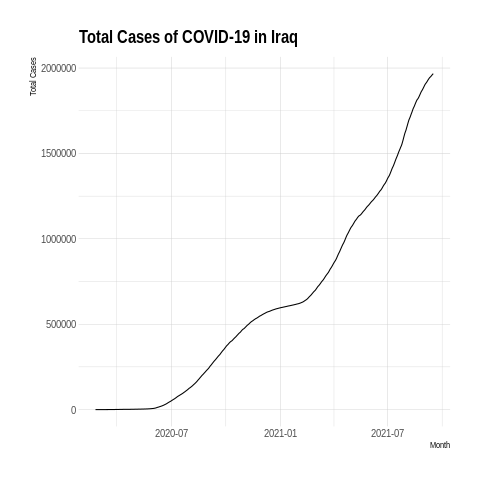 Total Cases of COVID-19 in Iraq
Total Cases
2000000
1500000
1000000
500000
0
2020-07 2021-01 2021-07
Month